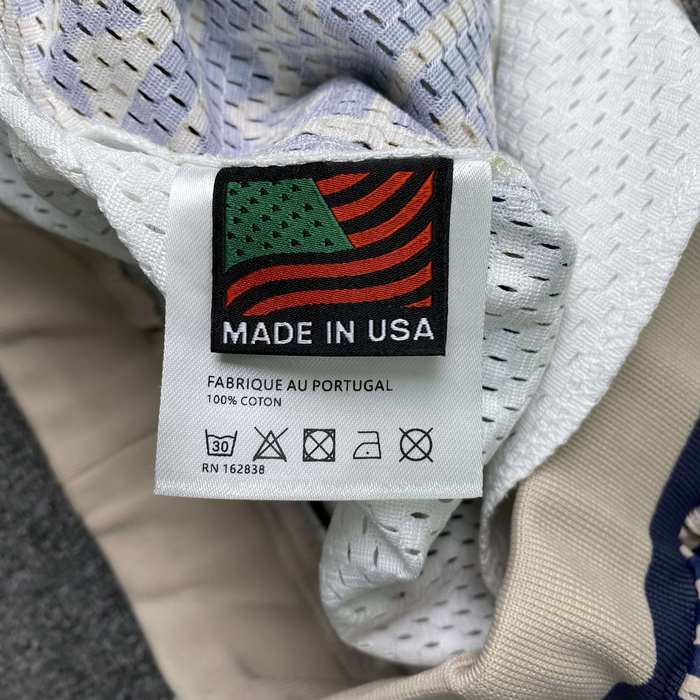 MADE IN USA
FABRIQUE AU PORTUGAL
100% COTON
30
RN 162838